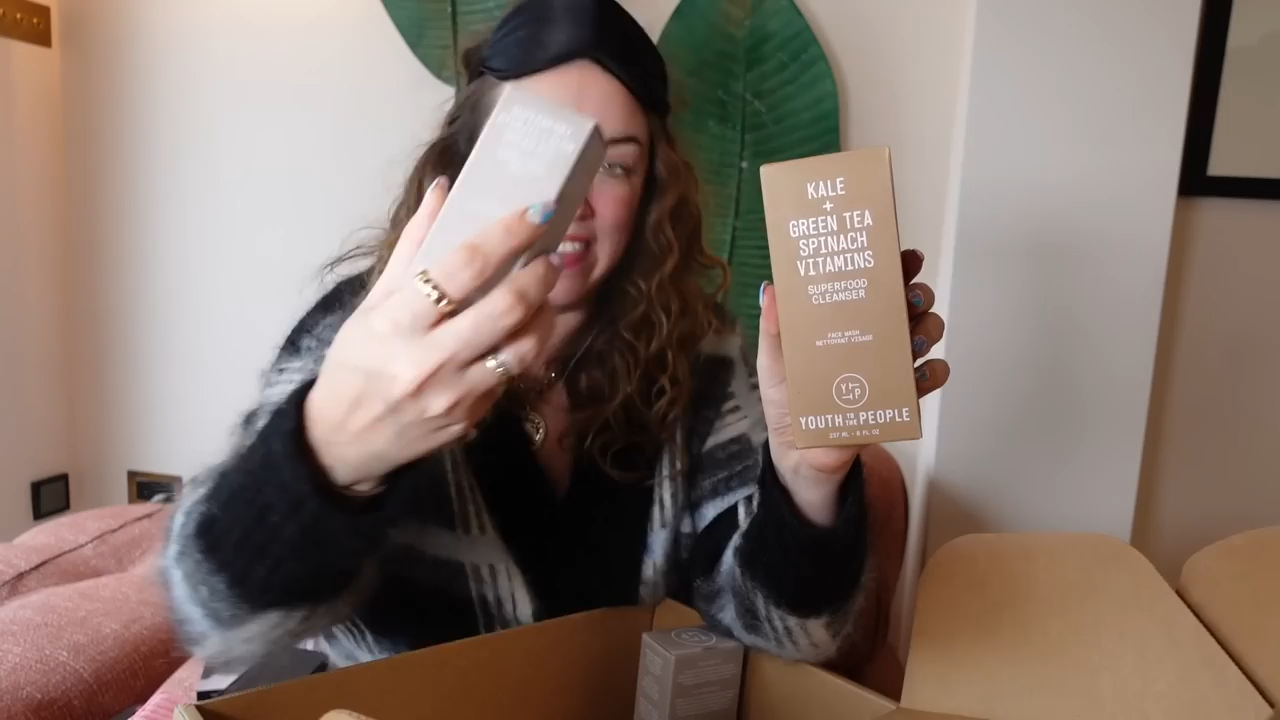 KALE
+
GREEN TEA
SPINACH
VITAMINS
SUPERFOOD
CLEANSER
FACE WASH
NETTOYANT VISAGE
YTTP
YOUTH TO THE PEOPLE
237 ML • 8 FL OZ